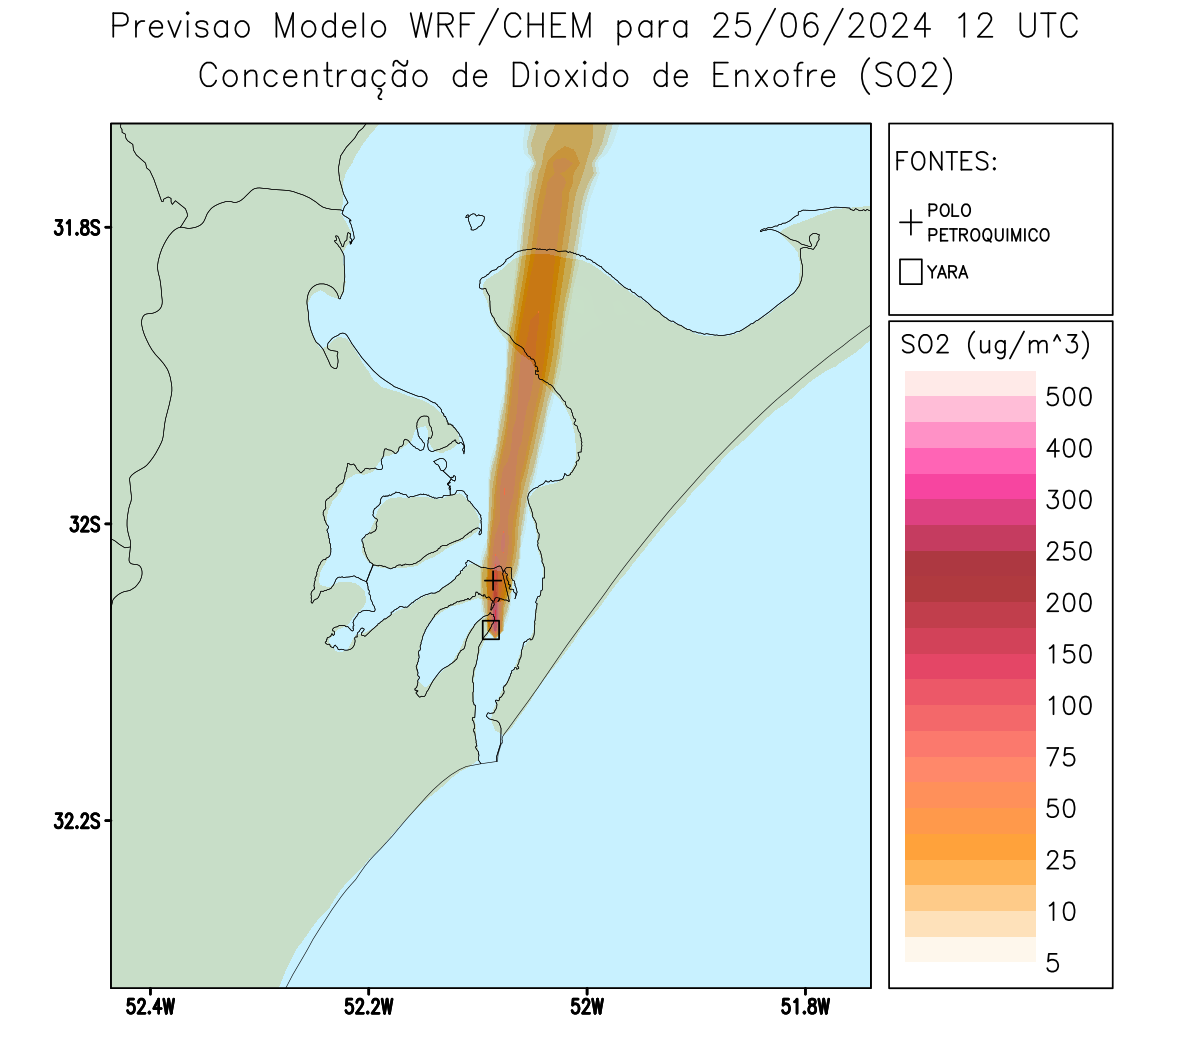 Previsao Modelo WRF/CHEM para 25/06/2024 12 UTC
Concentração de Dioxido de Enxofre (SO2)
FONTES:
POLO
PETROQUIMICO
YARA
SO2 (ug/m^3)
500
400
300
250
200
150
100
75
50
25
10
5
31.8S
32S
32.2S
52.4W
52.2W
52W
51.8W